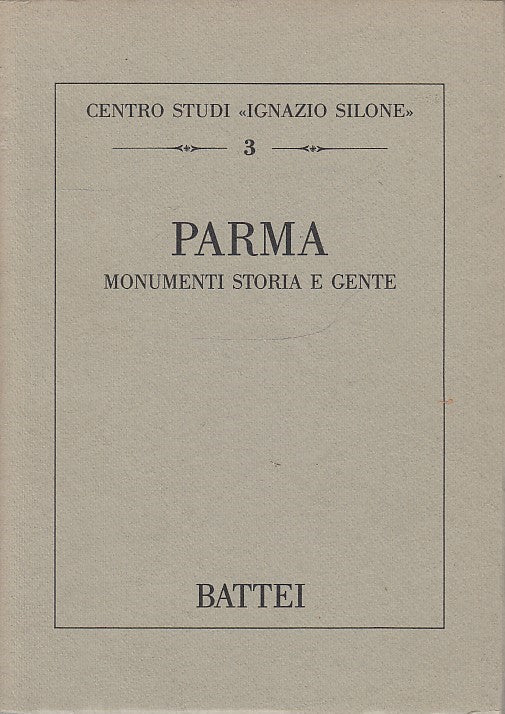 CENTRO STUDI «IGNAZIO SILONE»
3
PARMA
MONUMENTI STORIA E GENTE
BATTEI